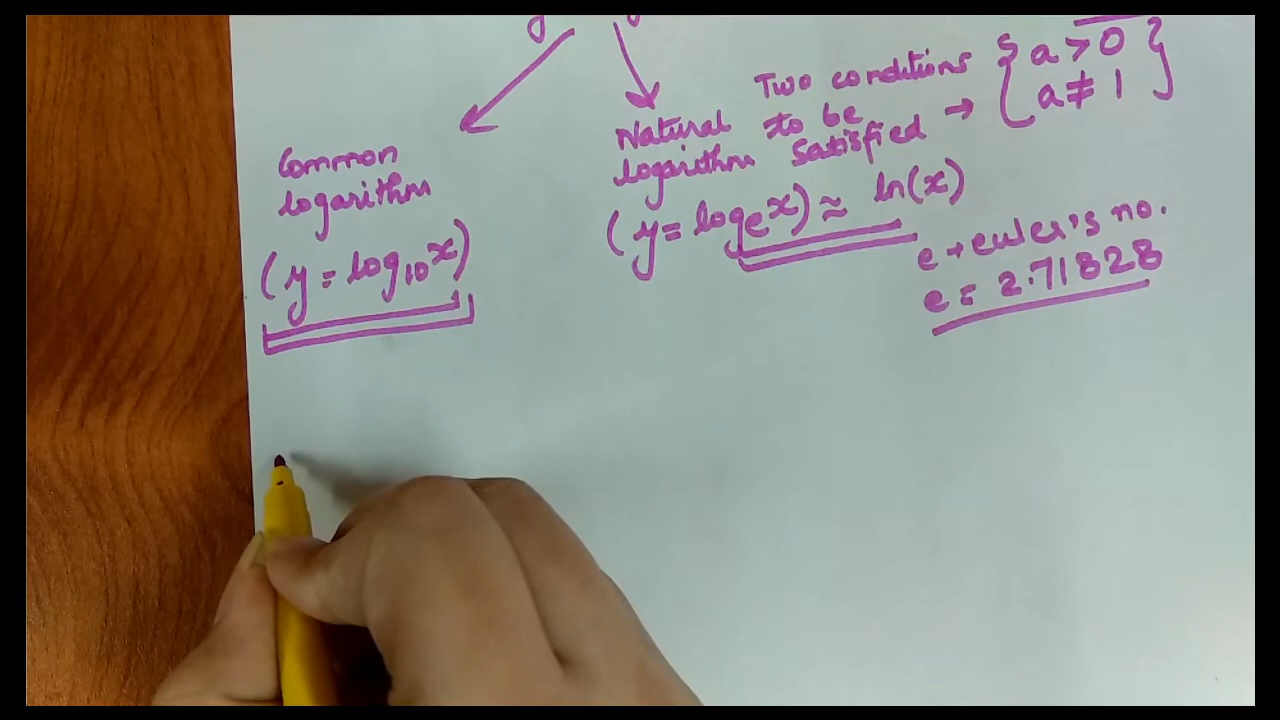 Two conditions { a > 0
to be → a ≠ 1 }
satisfied
Common
logarithm
(y = log₁₀x)
Natural
logarithm
(y = logₑx) ≈ ln(x)
e → euler's no.
e = 2.71828